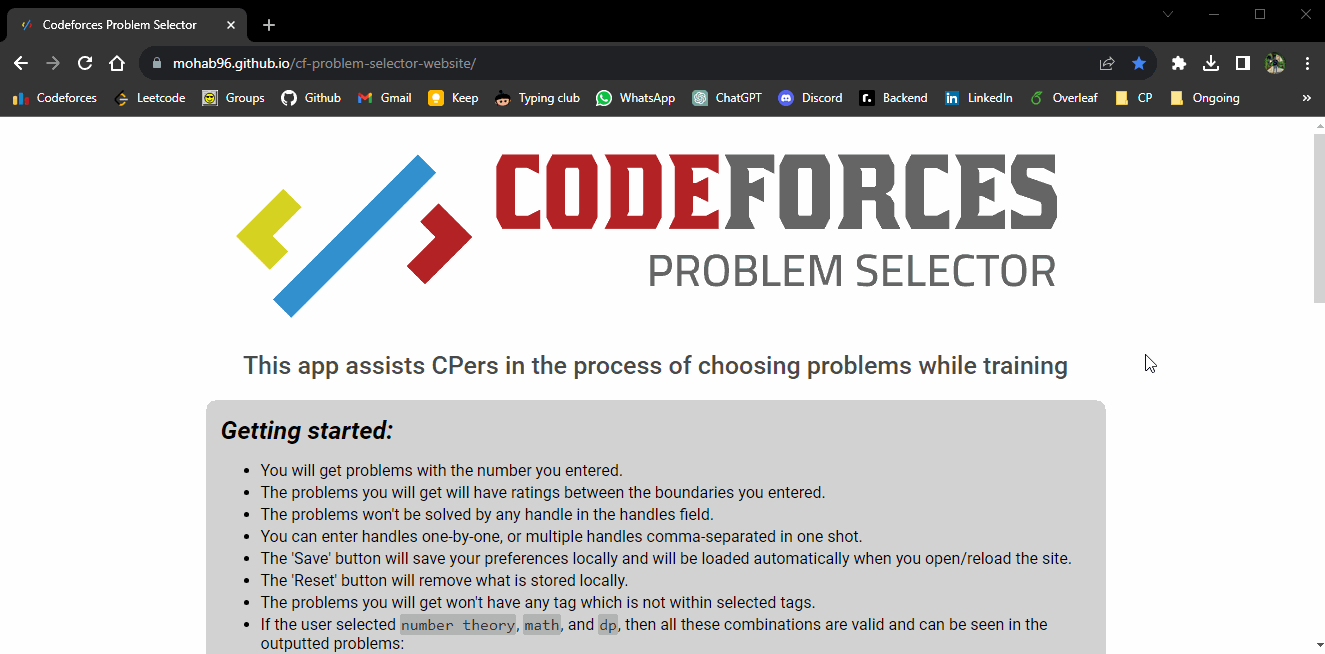 Codeforces Problem Selector
mohab96.github.io/cf-problem-selector-website/
Codeforces Leetcode Groups Github Gmail Keep Typing club WhatsApp ChatGPT Discord Backend LinkedIn Overleaf CP Ongoing »
CODEFORCES
PROBLEM SELECTOR
This app assists CPers in the process of choosing problems while training
Getting started:
• You will get problems with the number you entered.
• The problems you will get will have ratings between the boundaries you entered.
• The problems won't be solved by any handle in the handles field.
• You can enter handles one-by-one, or multiple handles comma-separated in one shot.
• The 'Save' button will save your preferences locally and will be loaded automatically when you open/reload the site.
• The 'Reset' button will remove what is stored locally.
• The problems you will get won't have any tag which is not within selected tags.
• If the user selected number theory, math, and dp, then all these combinations are valid and can be seen in the
outputted problems: